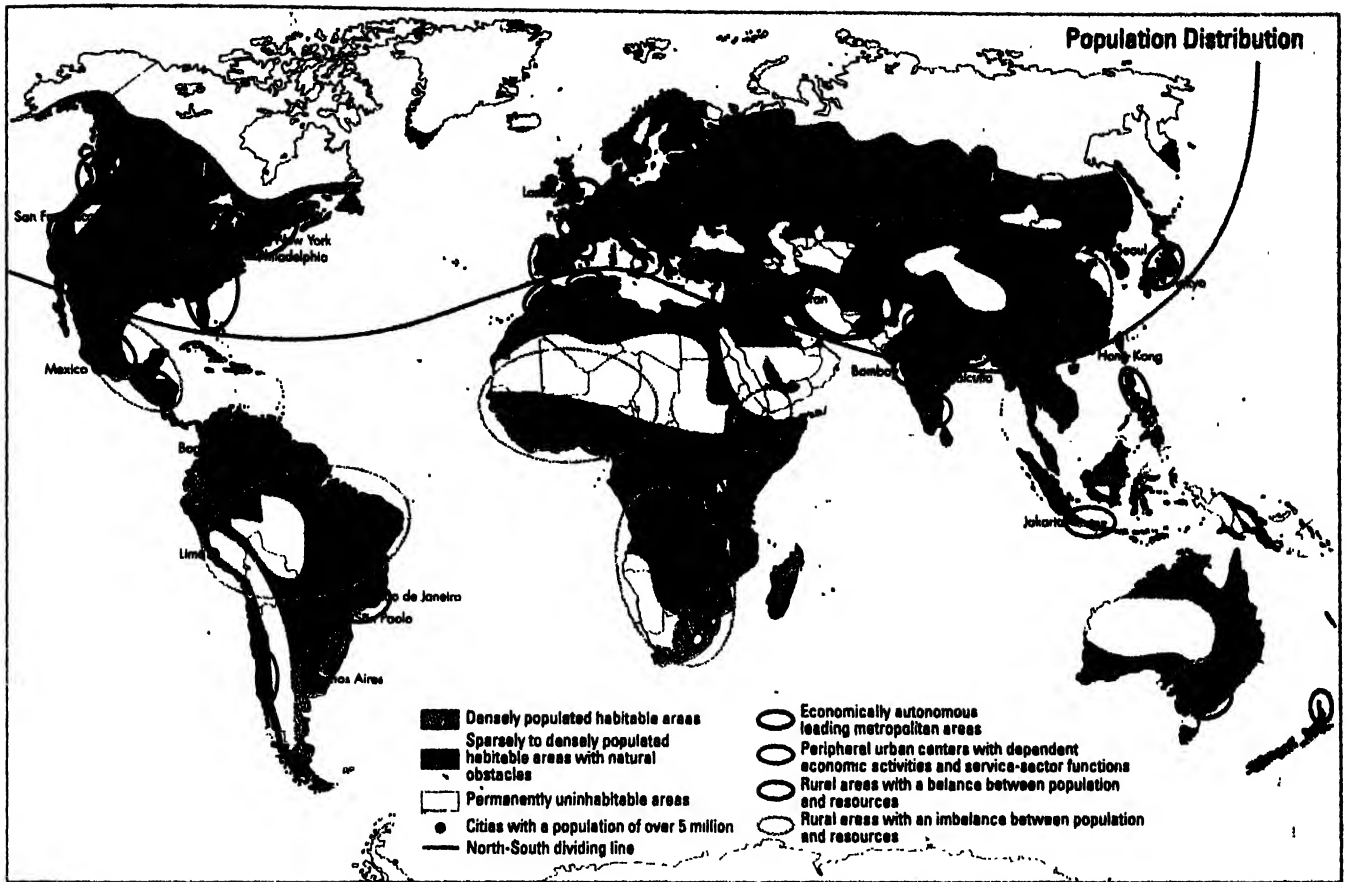 Population Distribution
San
New York
Philadelphia
Seoul
Mexico
Hong Kong
Bombay
Jakarta
Lima
de Janeiro
São Paolo
Aires
Densely populated habitable areas
Sparsely to densely populated
habitable areas with natural
obstacles
Permanently uninhabitable areas
Cities with a population of over 5 million
North-South dividing line
Economically autonomous
leading metropolitan areas
Peripheral urban centers with dependent
economic activities and service-sector functions
Rural areas with a balance between population
and resources
Rural areas with an imbalance between population
and resources